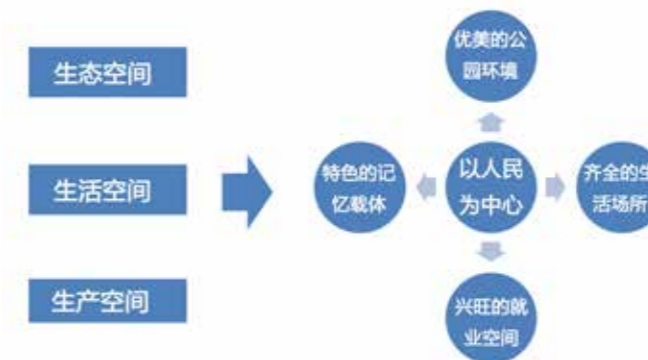 生态空间
生活空间
生产空间
优美的公
园环境
特色的记
忆载体
以人民
为中心
齐全的生
活场所
兴旺的就
业空间